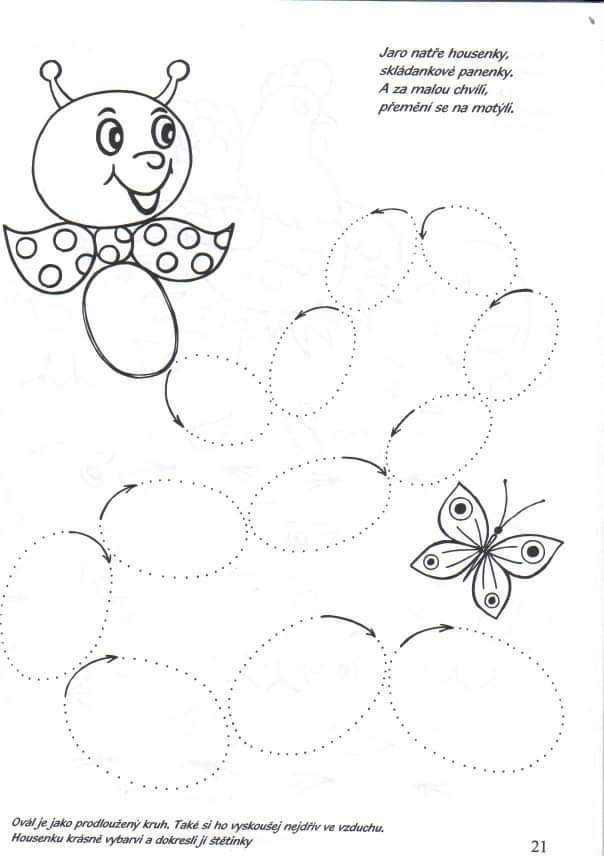 Jaro natře housenky,
skládankové panenky.
A za malou chvíli,
přemění se na motýli.
Ovál je jako prodloužený kruh. Také si ho vyskoušej nejdřív ve vzduchu.
Housenku krásně vybarvi a dokresli jí štětinky
21